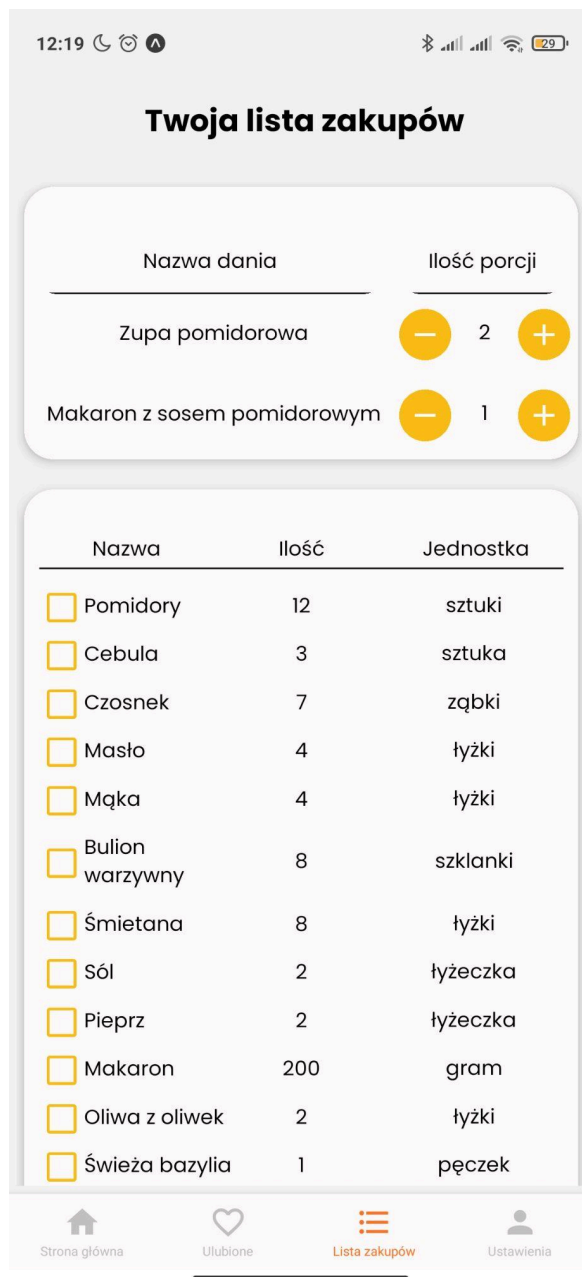 12:19
29
Twoja lista zakupów
Nazwa dania Ilość porcji
Zupa pomidorowa − 2 +
Makaron z sosem pomidorowym − 1 +
Nazwa Ilość Jednostka
Pomidory 12 sztuki
Cebula 3 sztuka
Czosnek 7 ząbki
Masło 4 łyżki
Mąka 4 łyżki
Bulion
warzywny 8 szklanki
Śmietana 8 łyżki
Sól 2 łyżeczka
Pieprz 2 łyżeczka
Makaron 200 gram
Oliwa z oliwek 2 łyżki
Świeża bazylia 1 pęczek
Strona główna Ulubione Lista zakupów Ustawienia